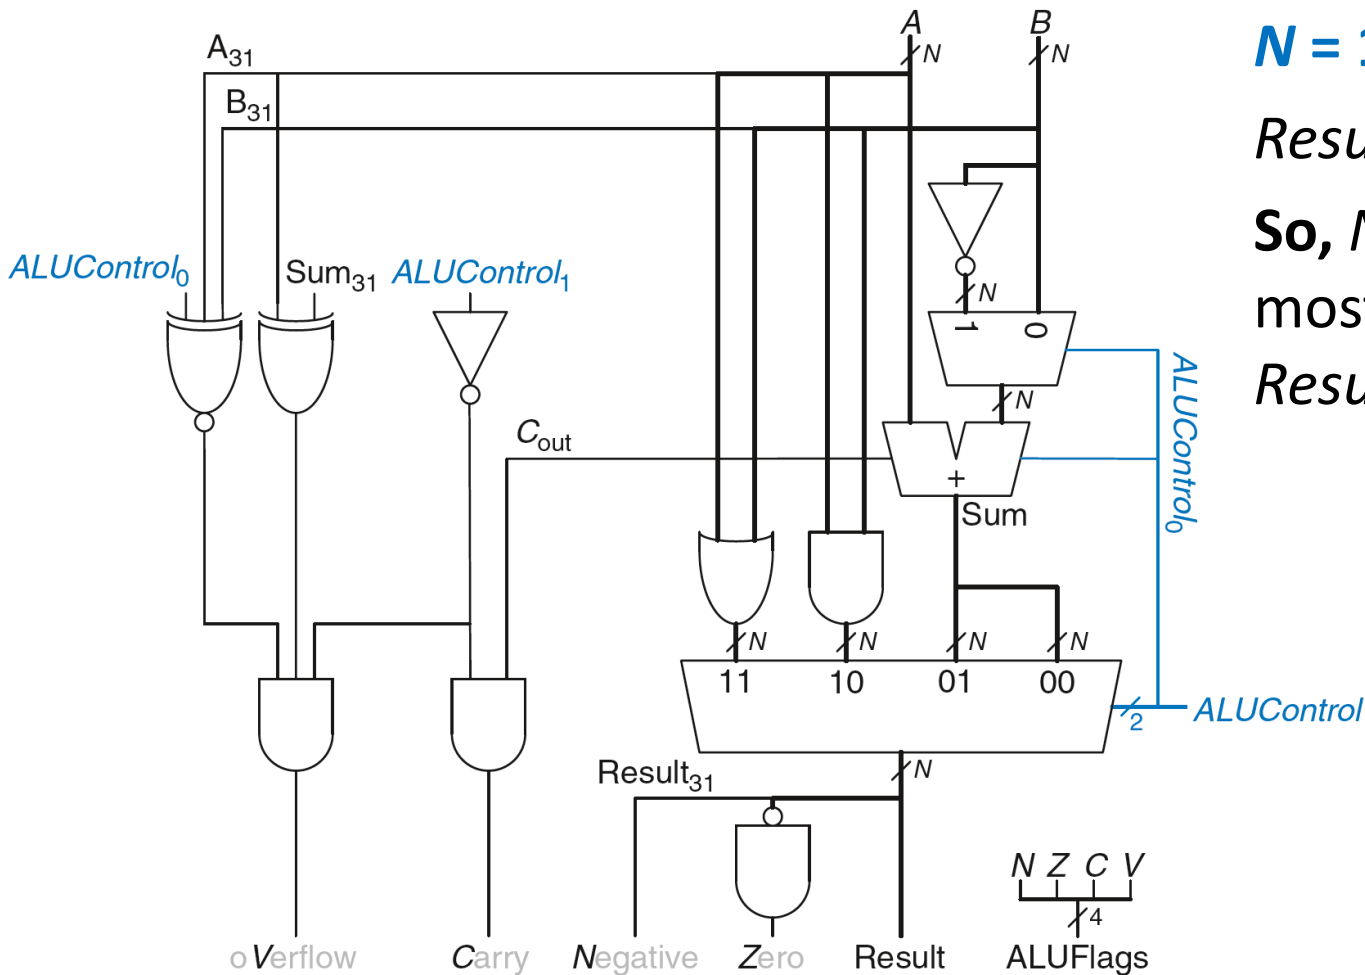 A B
N N
A31
B31
ALUControl0 Sum31 ALUControl1
N
1 0
N
ALUControl0
Cout
+
Sum
N N N N
11 10 01 00
2 ALUControl
N
Result31
N Z C V
4
oVerflow Carry Negative Zero Result ALUFlags
N =
Resu
So,
most
Resu